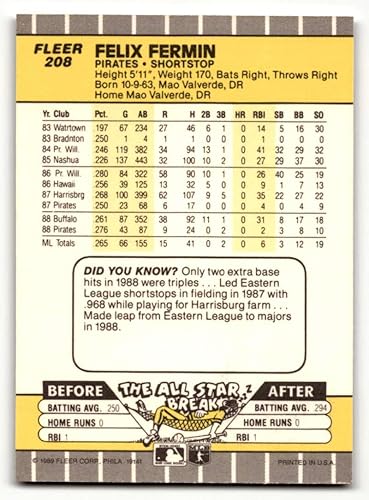 FLEER
208
FELIX FERMIN
PIRATES • SHORTSTOP
Height 5'11", Weight 170, Bats Right, Throws Right
Born 10-9-63, Mao Valverde, DR
Home Mao Valverde, DR
Yr. Club Pct. G AB R H 2B 3B HR RBI SB BB SO
83 Watrtown .197 67 234 27 46 6 1 0 14 5 16 30
83 Bradnton .250 1 4 1 1 0 0 0 1 0 0 0
84 Pr. Wil. .246 119 382 34 94 13 1 0 41 32 29 32
85 Nashua .226 137 443 32 100 10 2 0 27 29 37 30
86 Pr. Wil. .280 84 322 58 90 10 1 0 26 40 25 19
86 Hawaii .256 39 125 13 32 5 0 0 9 1 7 13
87 Harrisbrg .268 100 399 62 107 9 5 0 35 22 27 22
87 Pirates .250 23 68 6 17 0 0 0 4 0 4 9
88 Buffalo .261 87 352 38 92 11 1 0 31 8 17 18
88 Pirates .276 43 87 9 24 0 2 0 2 3 8 10
ML Totals .265 66 155 15 41 0 2 0 6 3 12 19
DID YOU KNOW? Only two extra base
hits in 1988 were triples . . . Led Eastern
League shortstops in fielding in 1987 with
.968 while playing for Harrisburg farm . . .
Made leap from Eastern League to majors
in 1988.
BEFORE THE ALL STAR BREAK AFTER
BATTING AVG. .250 BATTING AVG. .294
HOME RUNS 0 HOME RUNS 0
RBI 1 RBI 1
© 1989 FLEER CORP., PHILA. 19141 PRINTED IN U.S.A.